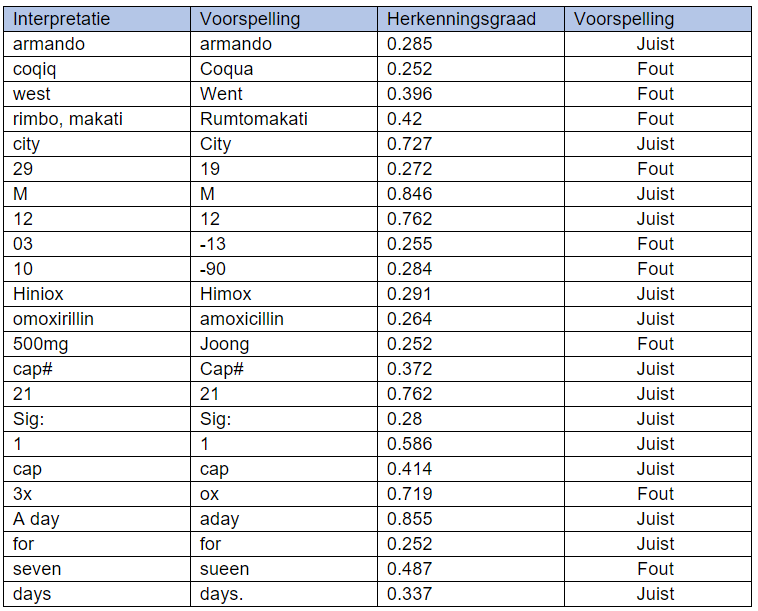 Interpretatie Voorspelling Herkenningsgraad Voorspelling
armando armando 0.285 Juist
coqiq Coqua 0.252 Fout
west Went 0.396 Fout
rimbo, makati Rumtomakati 0.42 Fout
city City 0.727 Juist
29 19 0.272 Fout
M M 0.846 Juist
12 12 0.762 Juist
03 -13 0.255 Fout
10 -90 0.284 Fout
Hiniox Himox 0.291 Juist
omoxirillin amoxicillin 0.264 Juist
500mg Joong 0.252 Fout
cap# Cap# 0.372 Juist
21 21 0.762 Juist
Sig: Sig: 0.28 Juist
1 1 0.586 Juist
cap cap 0.414 Juist
3x ox 0.719 Fout
A day aday 0.855 Juist
for for 0.252 Juist
seven sueen 0.487 Fout
days days. 0.337 Juist